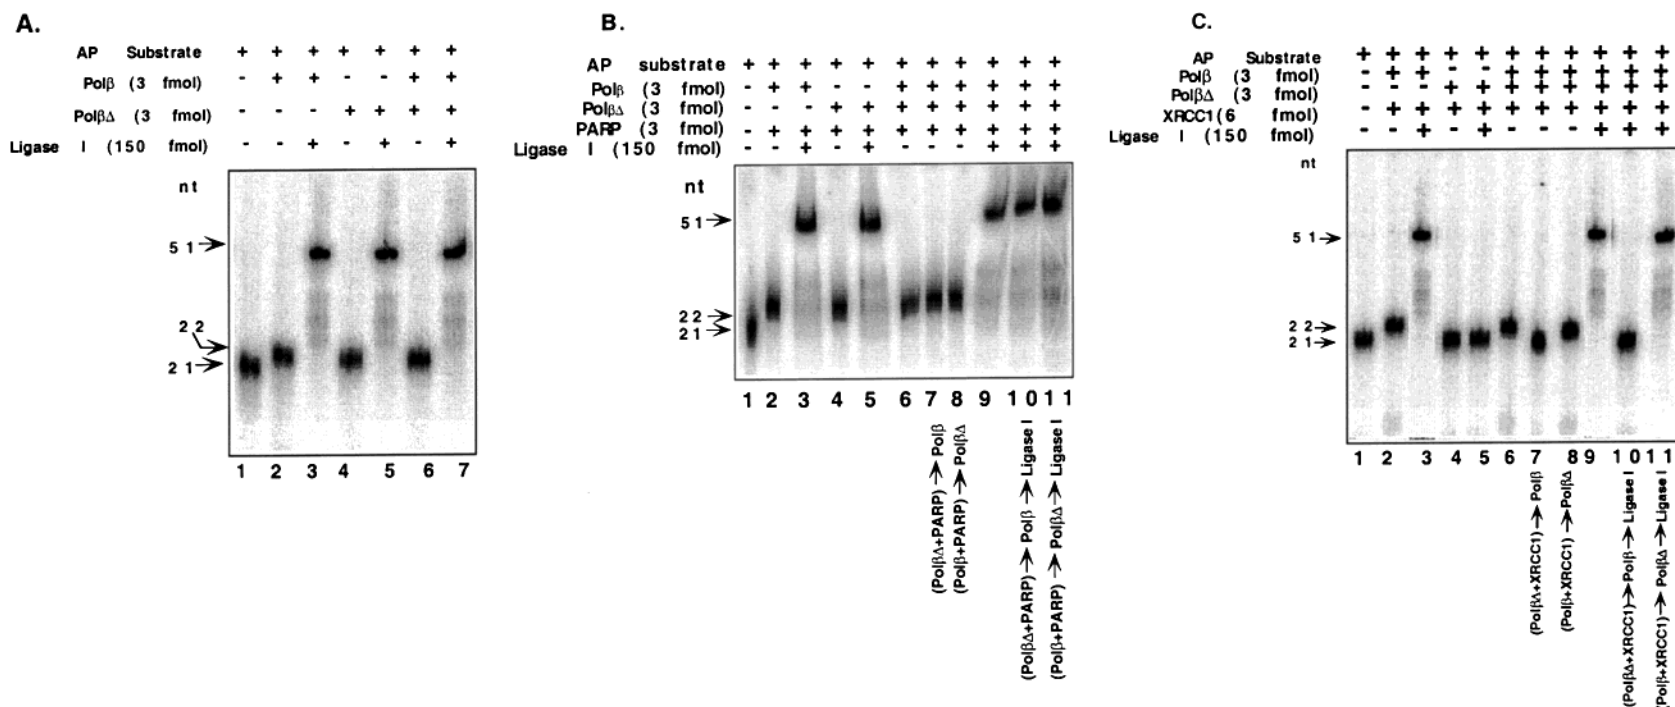 A.
AP Substrate + + + + + + +
Polβ (3 fmol) - + + - - + +
PolβΔ (3 fmol) - - - + + + +
Ligase I (150 fmol) - - + - + - +
nt
51
22
21
1 2 3 4 5 6 7
B.
AP substrate + + + + + + + + + + +
Polβ (3 fmol) - + + - - + + + + + +
PolβΔ (3 fmol) - - - + + + + + + + +
PARP (3 fmol) - + + + + + + + + + +
Ligase I (150 fmol) - - + - + - - - + + +
nt
51
22
21
1 2 3 4 5 6 7 8 9 10 11
(PolβΔ+PARP)→Polβ
(Polβ+PARP)→PolβΔ
(PolβΔ+PARP)→Polβ→Ligase I
(Polβ+PARP)→PolβΔ→Ligase I
C.
AP Substrate + + + + + + + + + + +
Polβ (3 fmol) - + + - - + + + + + +
PolβΔ (3 fmol) - - - + + + + + + + +
XRCC1(6 fmol) - + + + + + + + + + +
Ligase I (150 fmol) - - + - + - - - + + +
nt
51
22
21
1 2 3 4 5 6 7 8 9 10 11
(PolβΔ+XRCC1)→Polβ
(Polβ+XRCC1)→PolβΔ
(PolβΔ+XRCC1)→Polβ→Ligase I
(Polβ+XRCC1)→PolβΔ→Ligase I